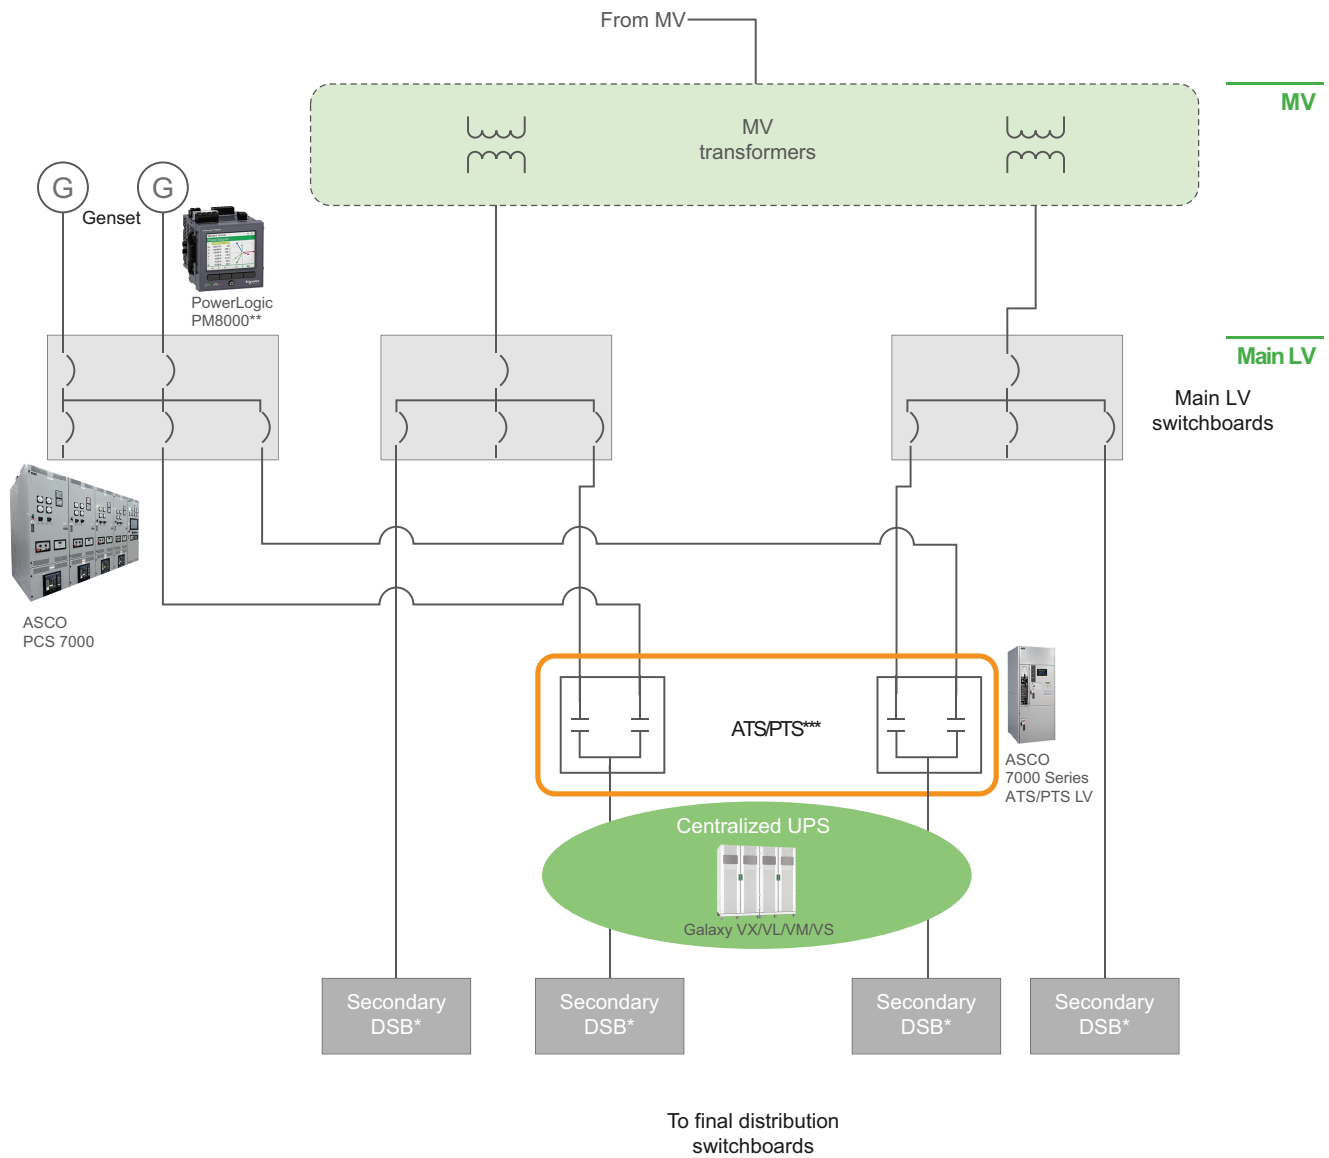 From MV
MV
MV
transformers
G
G
Genset
PowerLogic
PM8000**
Main LV
Main LV
switchboards
ASCO
PCS 7000
ATS/PTS***
ASCO
7000 Series
ATS/PTS LV
Centralized UPS
Galaxy VX/VL/VM/VS
Secondary
DSB*
Secondary
DSB*
Secondary
DSB*
Secondary
DSB*
To final distribution
switchboards